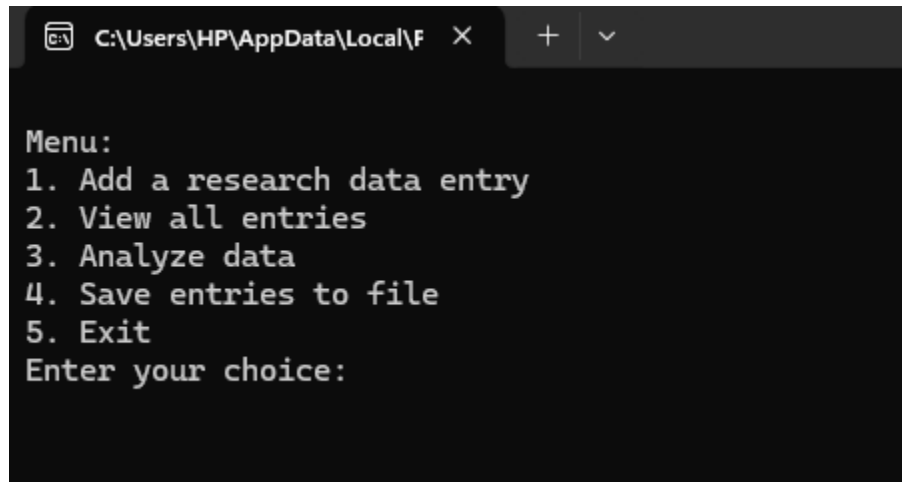 C:\Users\HP\AppData\Local\P
Menu:
1. Add a research data entry
2. View all entries
3. Analyze data
4. Save entries to file
5. Exit
Enter your choice: